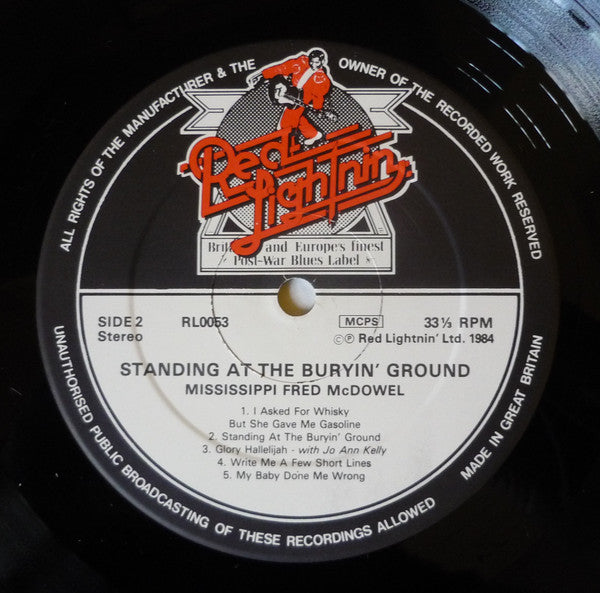 ALL RIGHTS OF THE MANUFACTURER & THE OWNER OF THE RECORDED WORK RESERVED
Red
Lightnin'
and Europe's finest
Post-War Blues Label
SIDE 2 RL0053 MCPS 33⅓ RPM
Stereo ©℗ Red Lightnin' Ltd. 1984
STANDING AT THE BURYIN' GROUND
MISSISSIPPI FRED McDOWEL
1. I Asked For Whisky
But She Gave Me Gasoline
2. Standing At The Buryin' Ground
3. Glory Hallelijah - with Jo Ann Kelly
4. Write Me A Few Short Lines
5. My Baby Done Me Wrong
UNAUTHORISED PUBLIC BROADCASTING OF THESE RECORDINGS ALLOWED
MADE IN GREAT BRITAIN